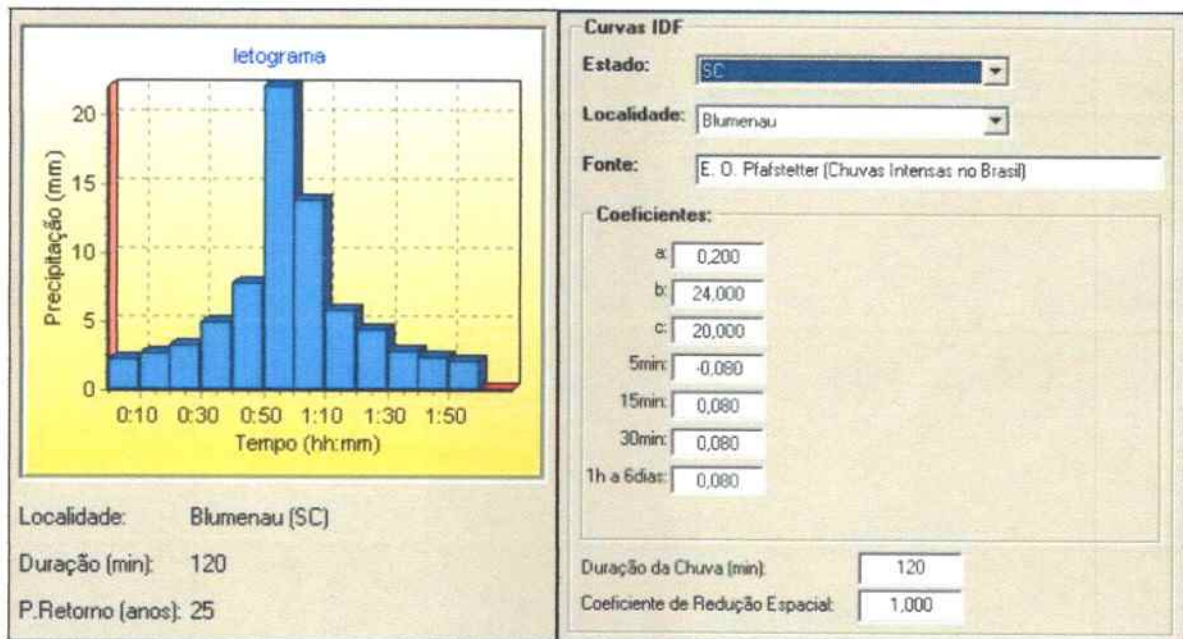 Ietograma
Precipitação (mm)
20
15
10
5
0
0:10 0:30 0:50 1:10 1:30 1:50
Tempo (hh:mm)
Localidade: Blumenau (SC)
Duração (min): 120
P.Retorno (anos): 25
Curvas IDF
Estado: SC
Localidade: Blumenau
Fonte: E. O. Pfafstetter (Chuvas Intensas no Brasil)
Coeficientes:
a: 0,200
b: 24,000
c: 20,000
5min: -0,080
15min: 0,080
30min: 0,080
1h a 6dias: 0,080
Duração da Chuva (min): 120
Coeficiente de Redução Espacial: 1,000